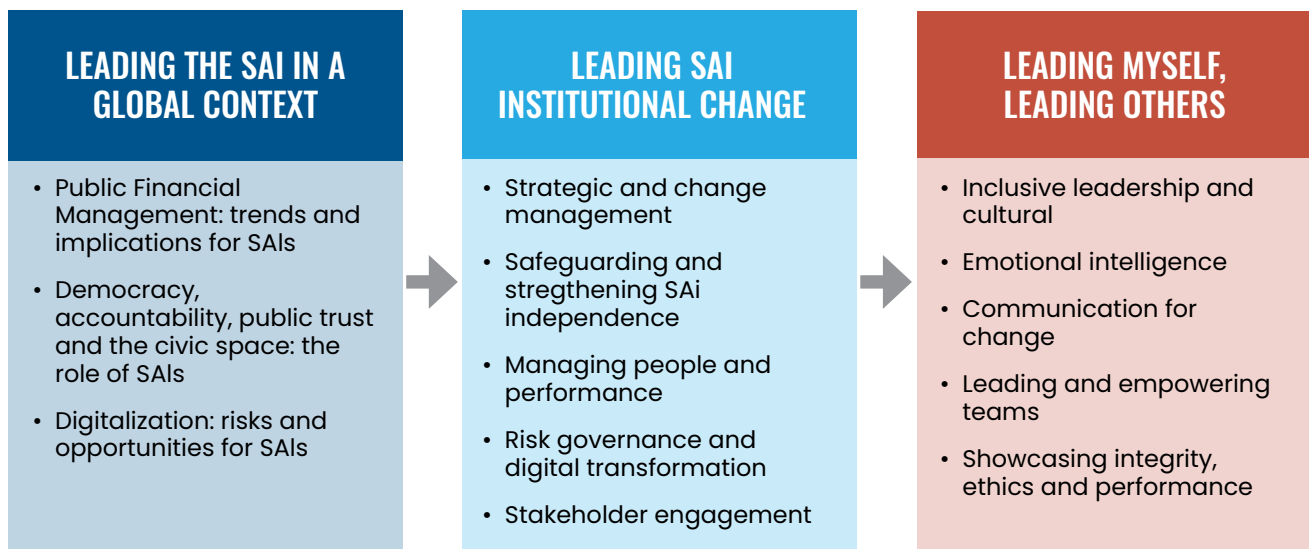 LEADING THE SAI IN A
GLOBAL CONTEXT
• Public Financial
Management: trends and
implications for SAIs
• Democracy,
accountability, public trust
and the civic space: the
role of SAIs
• Digitalization: risks and
opportunities for SAIs
LEADING SAI
INSTITUTIONAL CHANGE
• Strategic and change
management
• Safeguarding and
stregthening SAi
independence
• Managing people and
performance
• Risk governance and
digital transformation
• Stakeholder engagement
LEADING MYSELF,
LEADING OTHERS
• Inclusive leadership and
cultural
• Emotional intelligence
• Communication for
change
• Leading and empowering
teams
• Showcasing integrity,
ethics and performance